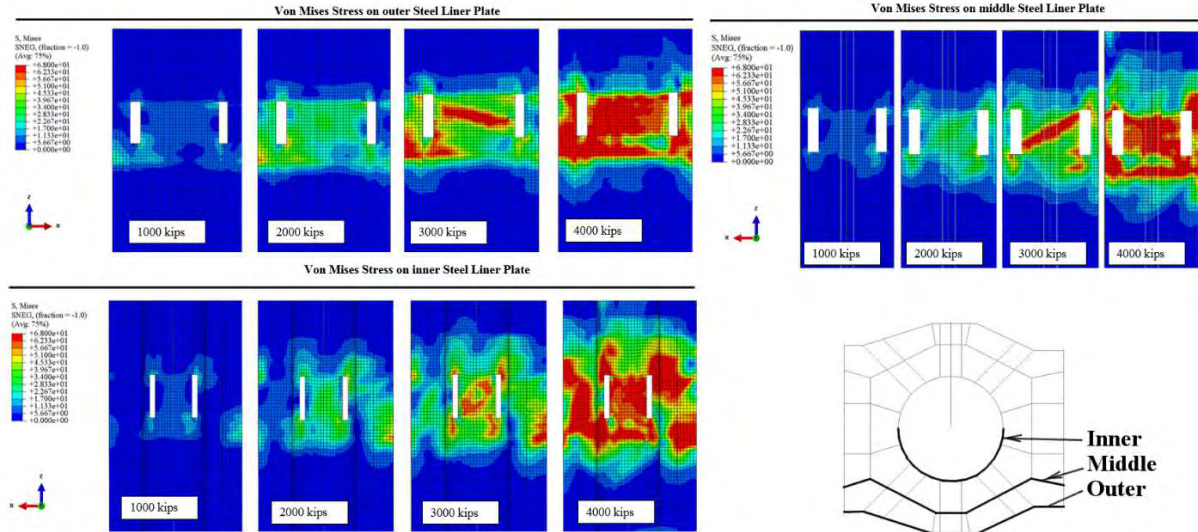 Von Mises Stress on outer Steel Liner Plate
S, Mises
SNEG, (fraction = -1.0)
(Avg: 75%)
+6.800e+01
+6.233e+01
+5.667e+01
+5.100e+01
+4.533e+01
+3.967e+01
+3.400e+01
+2.833e+01
+2.267e+01
+1.700e+01
+1.133e+01
+5.667e+00
+0.000e+00
z
x
1000 kips
2000 kips
3000 kips
4000 kips
Von Mises Stress on middle Steel Liner Plate
S, Mises
SNEG, (fraction = -1.0)
(Avg: 75%)
+6.800e+01
+6.233e+01
+5.667e+01
+5.100e+01
+4.533e+01
+3.967e+01
+3.400e+01
+2.833e+01
+2.267e+01
+1.700e+01
+1.133e+01
+5.667e+00
+0.000e+00
z
x
1000 kips
2000 kips
3000 kips
4000 kips
Von Mises Stress on inner Steel Liner Plate
S, Mises
SNEG, (fraction = -1.0)
(Avg: 75%)
+6.800e+01
+6.233e+01
+5.667e+01
+5.100e+01
+4.533e+01
+3.967e+01
+3.400e+01
+2.833e+01
+2.267e+01
+1.700e+01
+1.133e+01
+5.667e+00
+0.000e+00
z
x
1000 kips
2000 kips
3000 kips
4000 kips
Inner
Middle
Outer